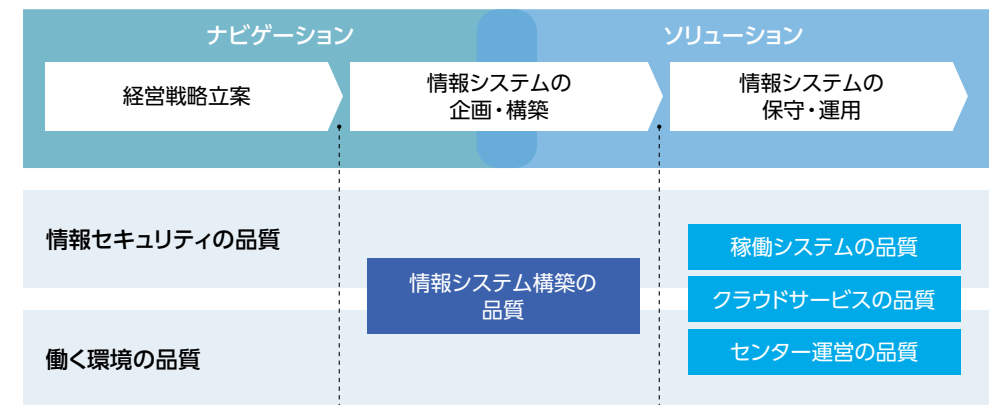 ナビゲーション
ソリューション
経営戦略立案
情報システムの
企画・構築
情報システムの
保守・運用
情報セキュリティの品質
情報システム構築の
品質
稼働システムの品質
クラウドサービスの品質
センター運営の品質
働く環境の品質